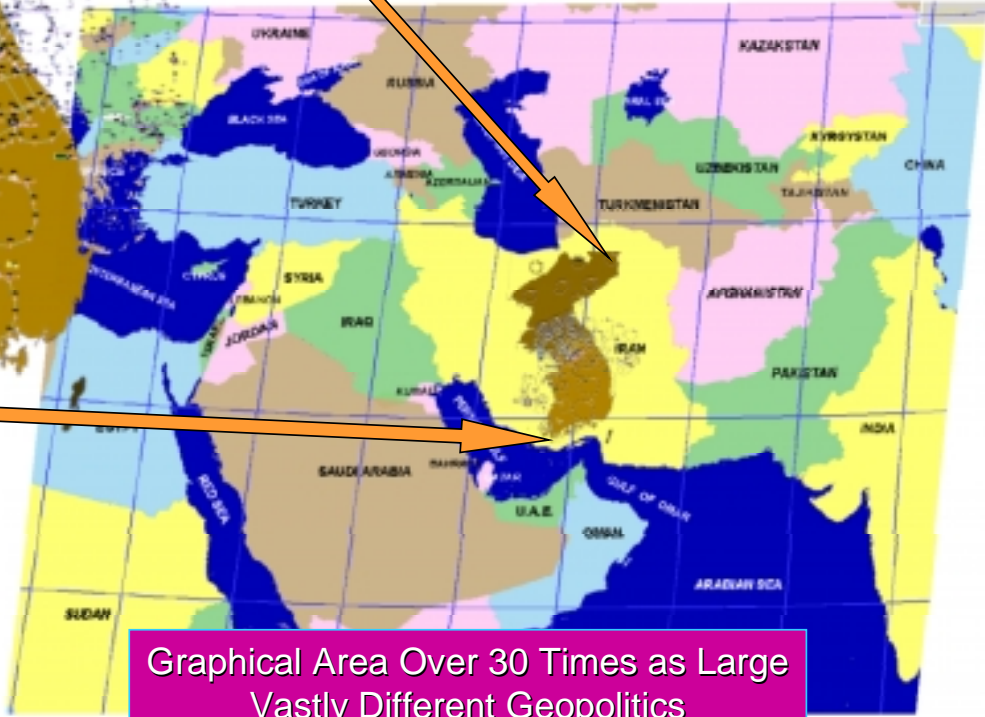 UKRAINE
KAZAKSTAN
RUSSIA
BLACK SEA
KYRGYSTAN
GEORGIA
UZBEKISTAN
CHINA
ARMENIA
AZERBAIJAN
TAJIKISTAN
TURKEY
TURKMENISTAN
CYPRUS
SYRIA
AFGHANISTAN
LEBANON
IRAQ
JORDAN
IRAN
PAKISTAN
KUWAIT
EGYPT
INDIA
SAUDI ARABIA
RED SEA
GULF OF OMAN
U.A.E.
OMAN
ARABIAN SEA
SUDAN
Graphical Area Over 30 Times as Large
Vastly Different Geopolitics